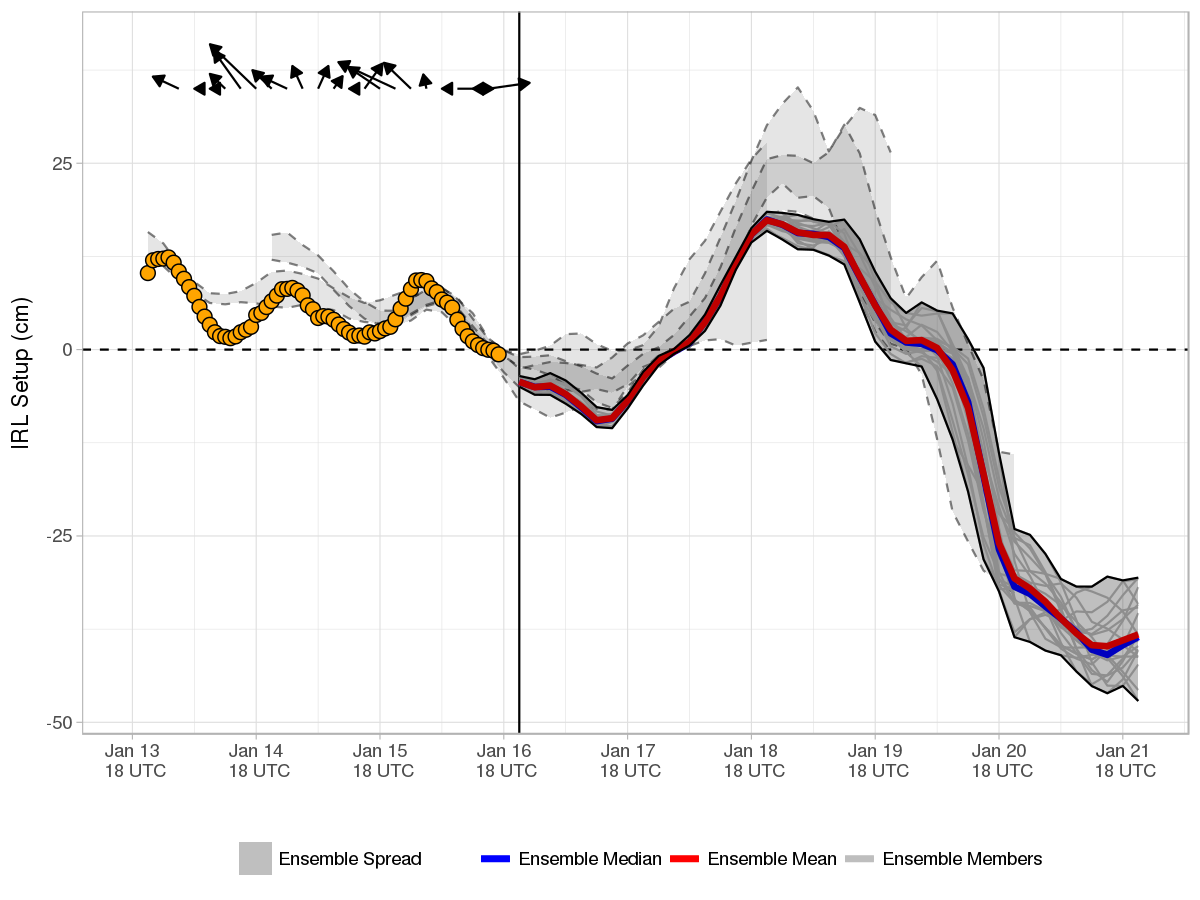 IRL Setup (cm)
25
0
-25
-50
Jan 13 Jan 14 Jan 15 Jan 16 Jan 17 Jan 18 Jan 19 Jan 20 Jan 21
18 UTC 18 UTC 18 UTC 18 UTC 18 UTC 18 UTC 18 UTC 18 UTC 18 UTC
Ensemble Spread Ensemble Median Ensemble Mean Ensemble Members